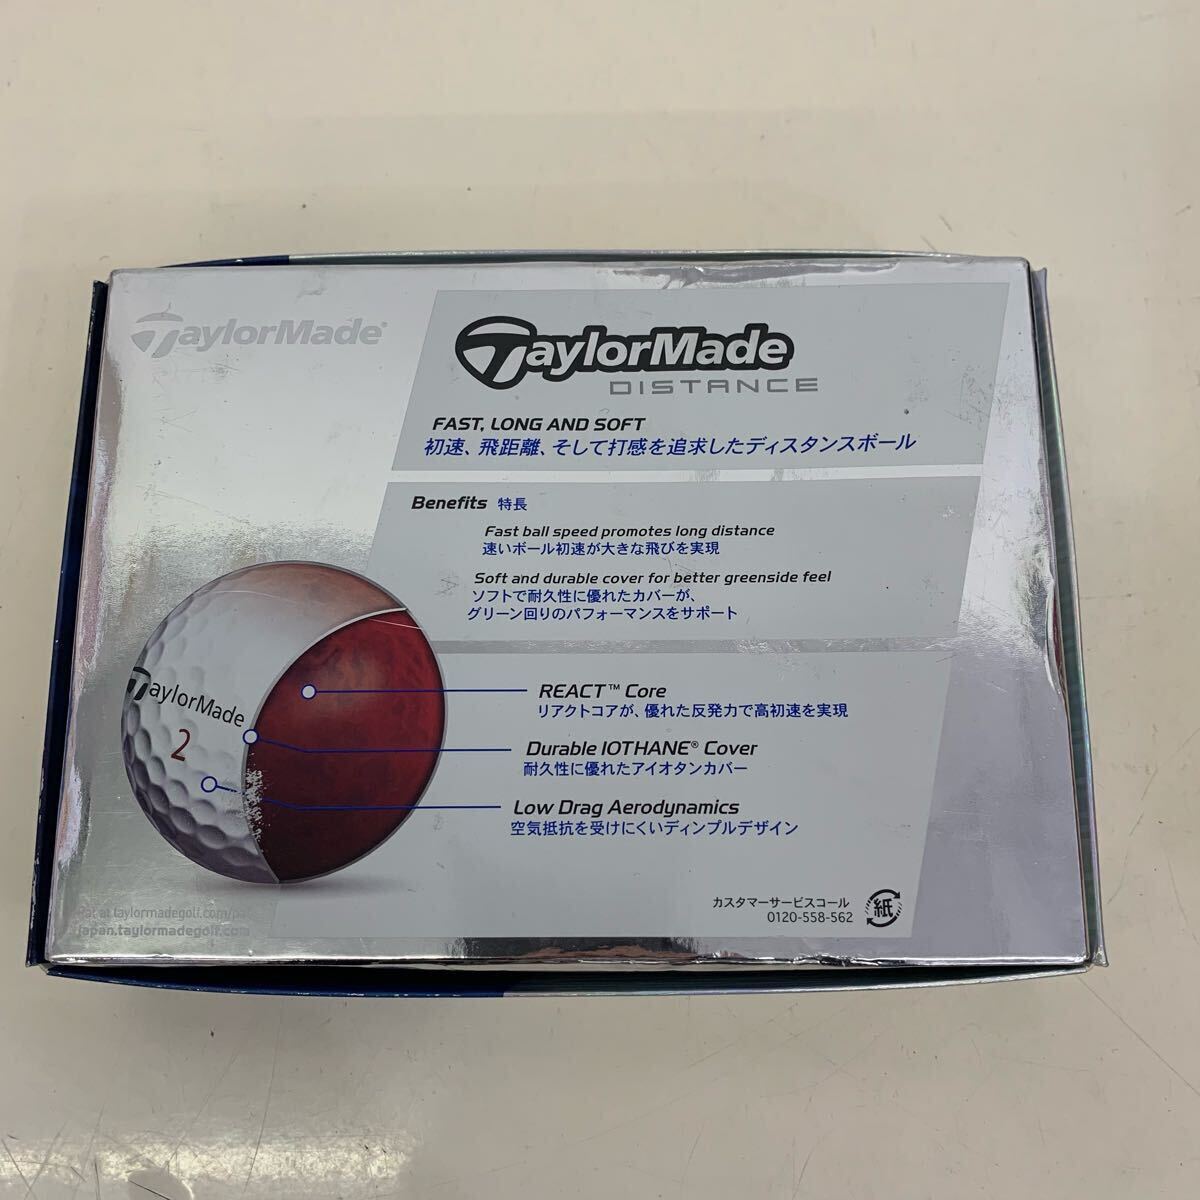 TaylorMade®
TaylorMade
DISTANCE
FAST, LONG AND SOFT
初速、飛距離、そして打感を追求したディスタンスボール
Benefits 特長
Fast ball speed promotes long distance
速いボール初速が大きな飛びを実現
Soft and durable cover for better greenside feel
ソフトで耐久性に優れたカバーが、
グリーン回りのパフォーマンスをサポート
TaylorMade
2
REACT™ Core
リアクトコアが、優れた反発力で高初速を実現
Durable IOTHANE® Cover
耐久性に優れたアイオタンカバー
Low Drag Aerodynamics
空気抵抗を受けにくいディンプルデザイン
Pat at taylormadegolf.com/pat
japan.taylormadegolf.com
カスタマーサービスコール
0120-558-562
紙